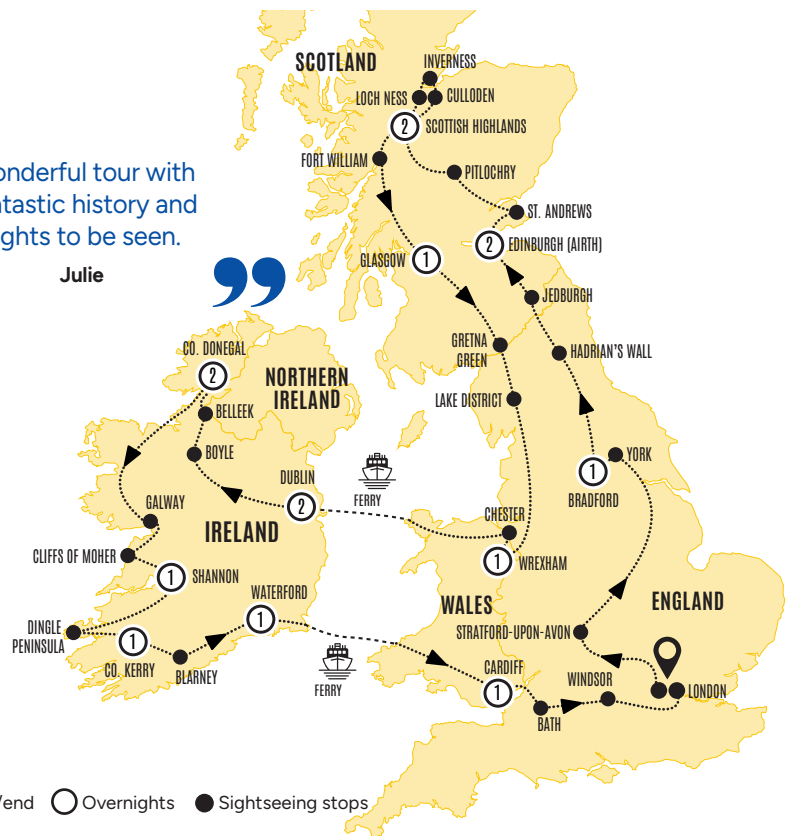 SCOTLAND
INVERNESS
LOCH NESS
CULLODEN
2
SCOTTISH HIGHLANDS
FORT WILLIAM
PITLOCHRY
ST. ANDREWS
2
EDINBURGH (AIRTH)
GLASGOW
1
JEDBURGH
GRETNA
GREEN
HADRIAN'S WALL
LAKE DISTRICT
YORK
1
BRADFORD
tour with
history and
to be seen.
Julie
”
CO. DONEGAL
2
NORTHERN
IRELAND
BELLEEK
BOYLE
DUBLIN
2
FERRY
CHESTER
1
WREXHAM
GALWAY
IRELAND
CLIFFS OF MOHER
1
SHANNON
WATERFORD
1
DINGLE
PENINSULA
1
CO. KERRY
BLARNEY
FERRY
WALES
ENGLAND
STRATFORD-UPON-AVON
CARDIFF
1
WINDSOR
LONDON
BATH
/end
Overnights
Sightseeing stops